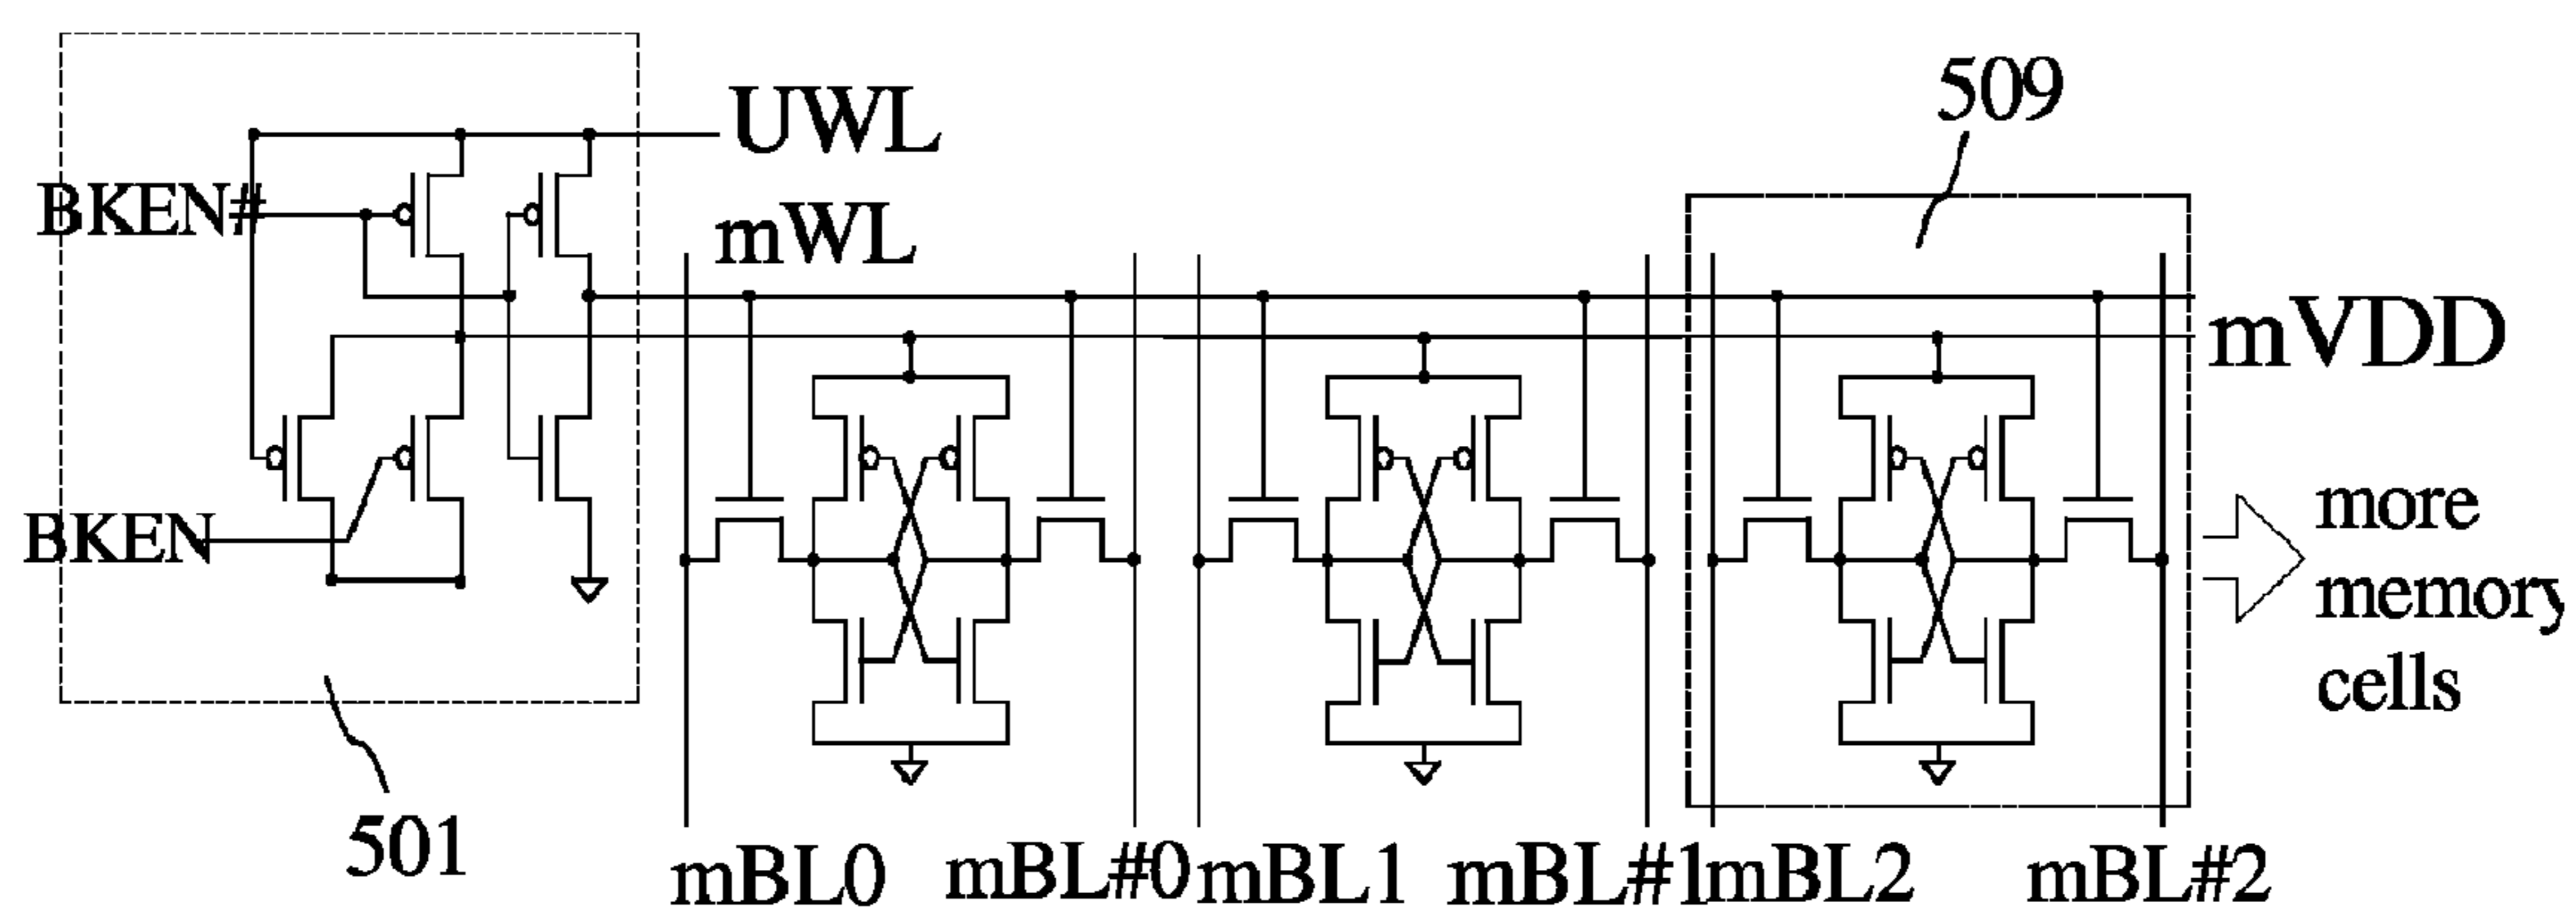 UWL
509
BKEN#
mWL
mVDD
BKEN
more
memory
cells
501
mBL0 mBL#0 mBL1 mBL#1 mBL2 mBL#2